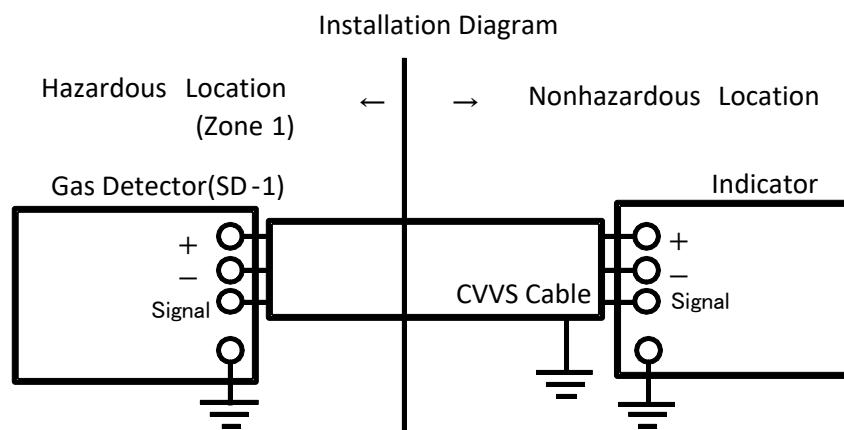 Installation Diagram
Hazardous Location
(Zone 1)
← →
Nonhazardous Location
Gas Detector(SD-1)
Indicator
+
−
Signal
CVVS Cable
+
−
Signal